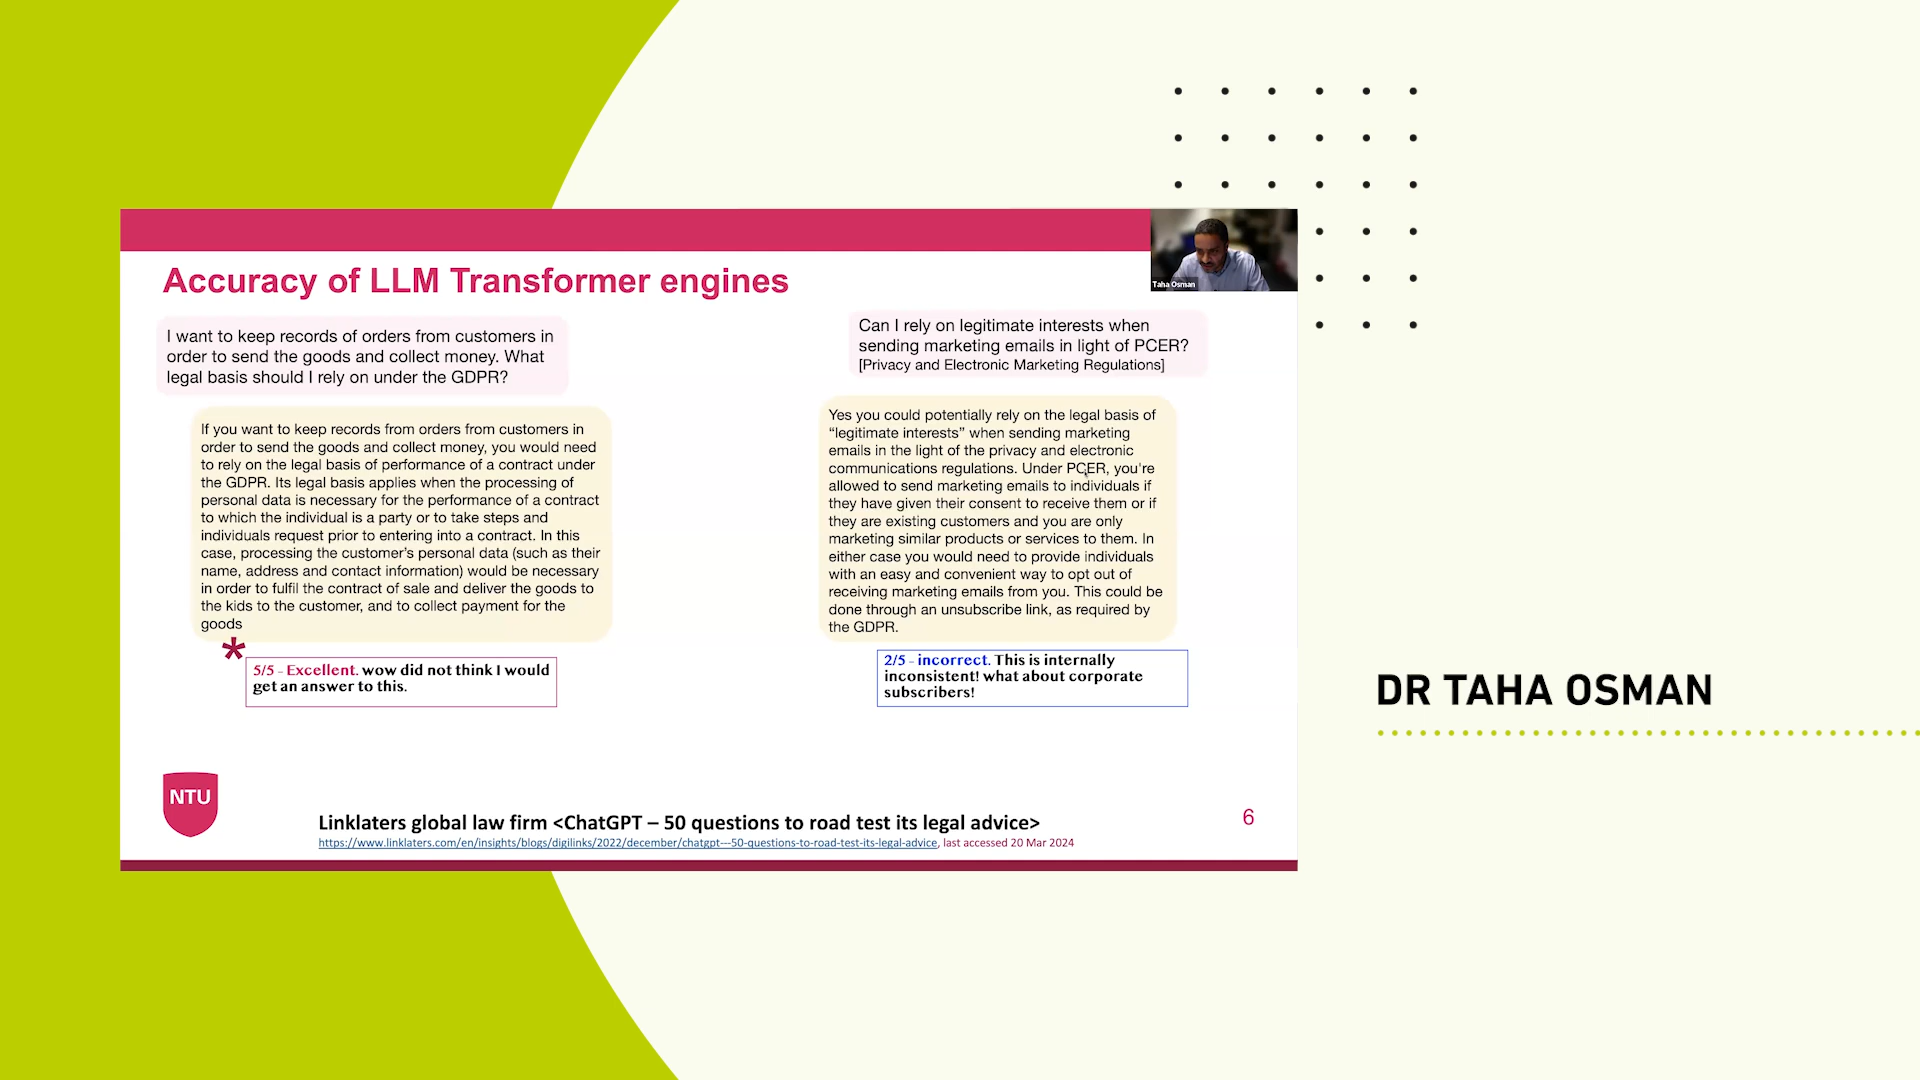 Taha Osman
Accuracy of LLM Transformer engines
I want to keep records of orders from customers in
order to send the goods and collect money. What
legal basis should I rely on under the GDPR?
If you want to keep records from orders from customers in
order to send the goods and collect money, you would need
to rely on the legal basis of performance of a contract under
the GDPR. Its legal basis applies when the processing of
personal data is necessary for the performance of a contract
to which the individual is a party or to take steps and
individuals request prior to entering into a contract. In this
case, processing the customer's personal data (such as their
name, address and contact information) would be necessary
in order to fulfil the contract of sale and deliver the goods to
the kids to the customer, and to collect payment for the
goods
*
5/5 - Excellent. wow did not think I would
get an answer to this.
Can I rely on legitimate interests when
sending marketing emails in light of PCER?
[Privacy and Electronic Marketing Regulations]
Yes you could potentially rely on the legal basis of
“legitimate interests” when sending marketing
emails in the light of the privacy and electronic
communications regulations. Under PCER, you're
allowed to send marketing emails to individuals if
they have given their consent to receive them or if
they are existing customers and you are only
marketing similar products or services to them. In
either case you would need to provide individuals
with an easy and convenient way to opt out of
receiving marketing emails from you. This could be
done through an unsubscribe link, as required by
the GDPR.
2/5 - incorrect. This is internally
inconsistent! what about corporate
subscribers!
NTU
Linklaters global law firm <ChatGPT – 50 questions to road test its legal advice>
https://www.linklaters.com/en/insights/blogs/digilinks/2022/december/chatgpt---50-questions-to-road-test-its-legal-advice, last accessed 20 Mar 2024
6
DR TAHA OSMAN